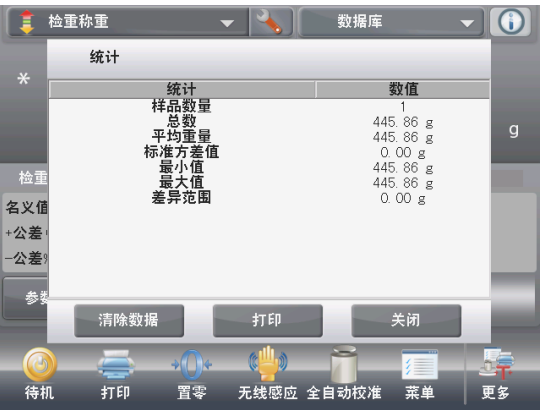 检重称重 数据库
* g
统计
统计 数值
样品数量 1
总数 445.86 g
平均重量 445.86 g
标准方差值 0.00 g
最小值 445.86 g
最大值 445.86 g
差异范围 0.00 g
检重
名义值
+公差
-公差%
参数
清除数据 打印 关闭
待机 打印 置零 无线感应 全自动校准 菜单 更多